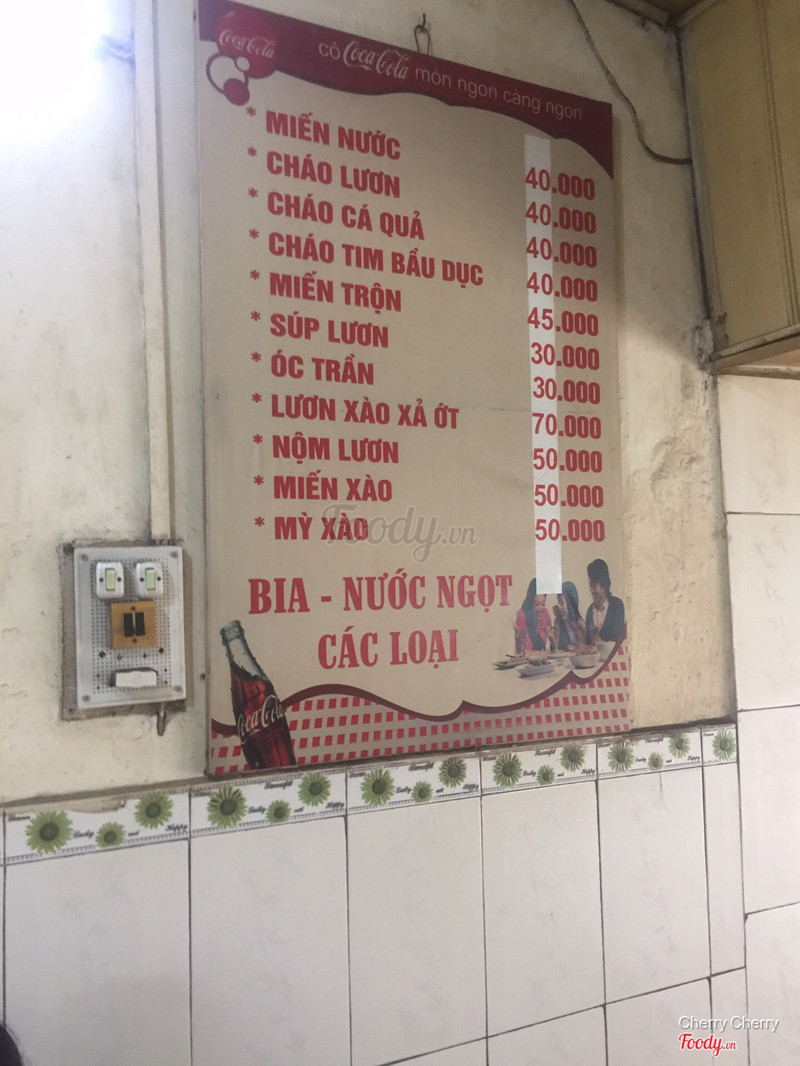 Coca-Cola
có Coca-Cola món ngon càng ngon
* MIẾN NƯỚC 40.000
* CHÁO LƯƠN 40.000
* CHÁO CÁ QUẢ 40.000
* CHÁO TIM BẦU DỤC 40.000
* MIẾN TRỘN 45.000
* SÚP LƯƠN 30.000
* ÓC TRẦN 30.000
* LƯƠN XÀO XẢ ỚT 70.000
* NỘM LƯƠN 50.000
* MIẾN XÀO 50.000
* MỲ XÀO 50.000
Foody.vn
BIA - NƯỚC NGỌT
CÁC LOẠI
Coca-Cola
Cherry Cherry
Foody.vn